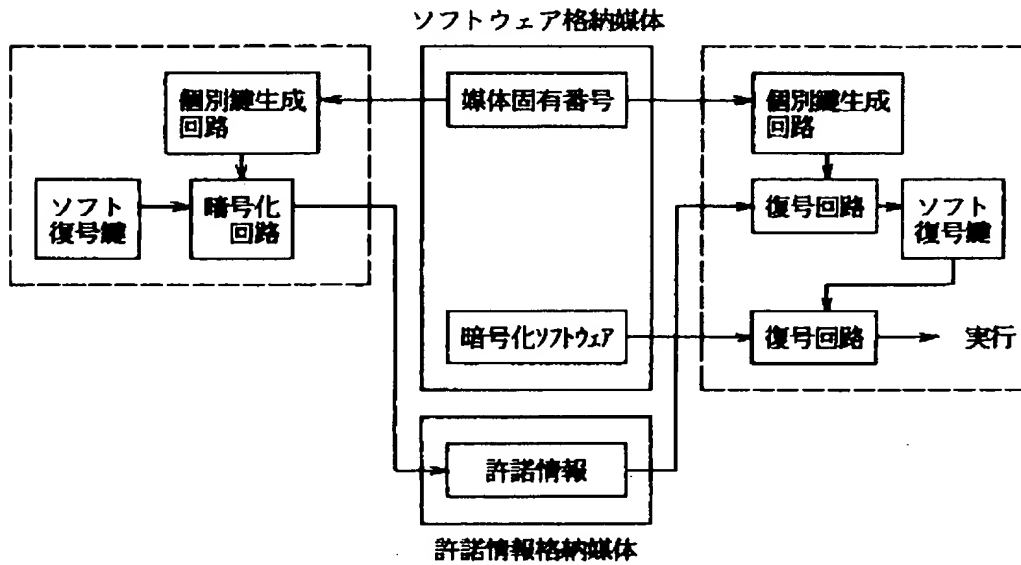 ソフトウェア格納媒体
個別鍵生成
回路
媒体固有番号
個別鍵生成
回路
ソフト
復号鍵
暗号化
回路
復号回路
ソフト
復号鍵
暗号化ソフトウェア
復号回路
実行
許諾情報
許諾情報格納媒体